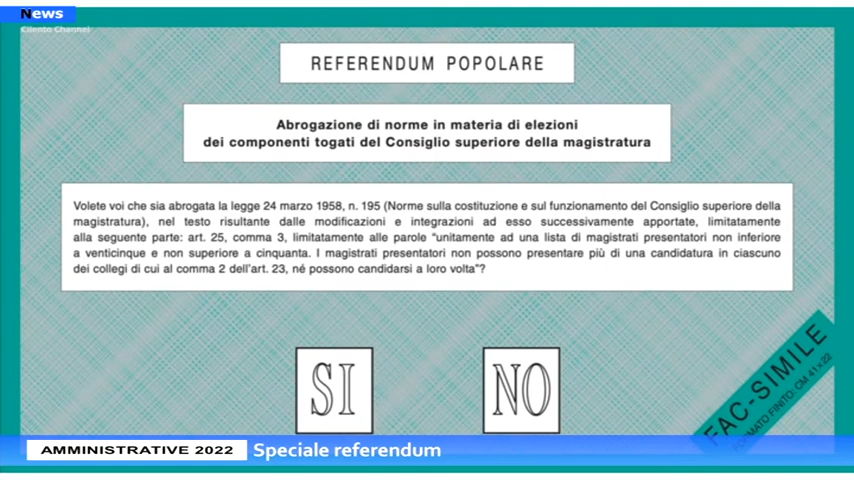 News
Cilento Channel
REFERENDUM POPOLARE
Abrogazione di norme in materia di elezioni
dei componenti togati del Consiglio superiore della magistratura
Volete voi che sia abrogata la legge 24 marzo 1958, n. 195 (Norme sulla costituzione e sul funzionamento del Consiglio superiore della
magistratura), nel testo risultante dalle modificazioni e integrazioni ad esso successivamente apportate, limitatamente
alla seguente parte: art. 25, comma 3, limitatamente alle parole “unitamente ad una lista di magistrati presentatori non inferiore
a venticinque e non superiore a cinquanta. I magistrati presentatori non possono presentare più di una candidatura in ciascuno
dei collegi di cui al comma 2 dell’art. 23, né possono candidarsi a loro volta”?
SI NO
FAC-SIMILE
FORMATO FINITO: CM 41×22
AMMINISTRATIVE 2022 Speciale referendum